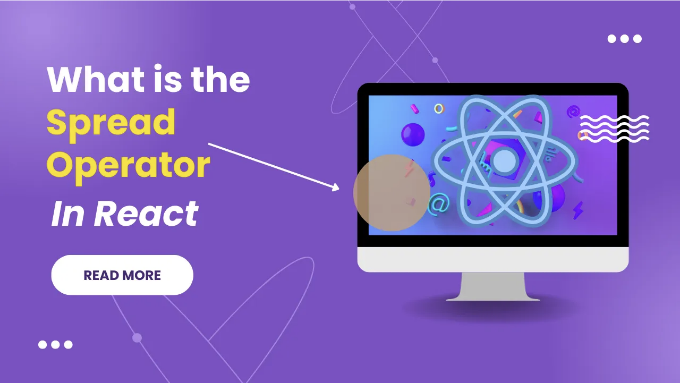 What is the
Spread
Operator
In React
READ MORE
@